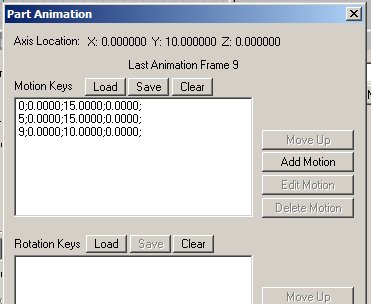 Part Animation
Axis Location: X: 0.000000 Y: 10.000000 Z: 0.000000
Last Animation Frame 9
Motion Keys Load Save Clear
0;0.0000;15.0000;0.0000;
5;0.0000;15.0000;0.0000;
9;0.0000;10.0000;0.0000;
Move Up
Add Motion
Edit Motion
Delete Motion
Rotation Keys Load Save Clear
Move Up